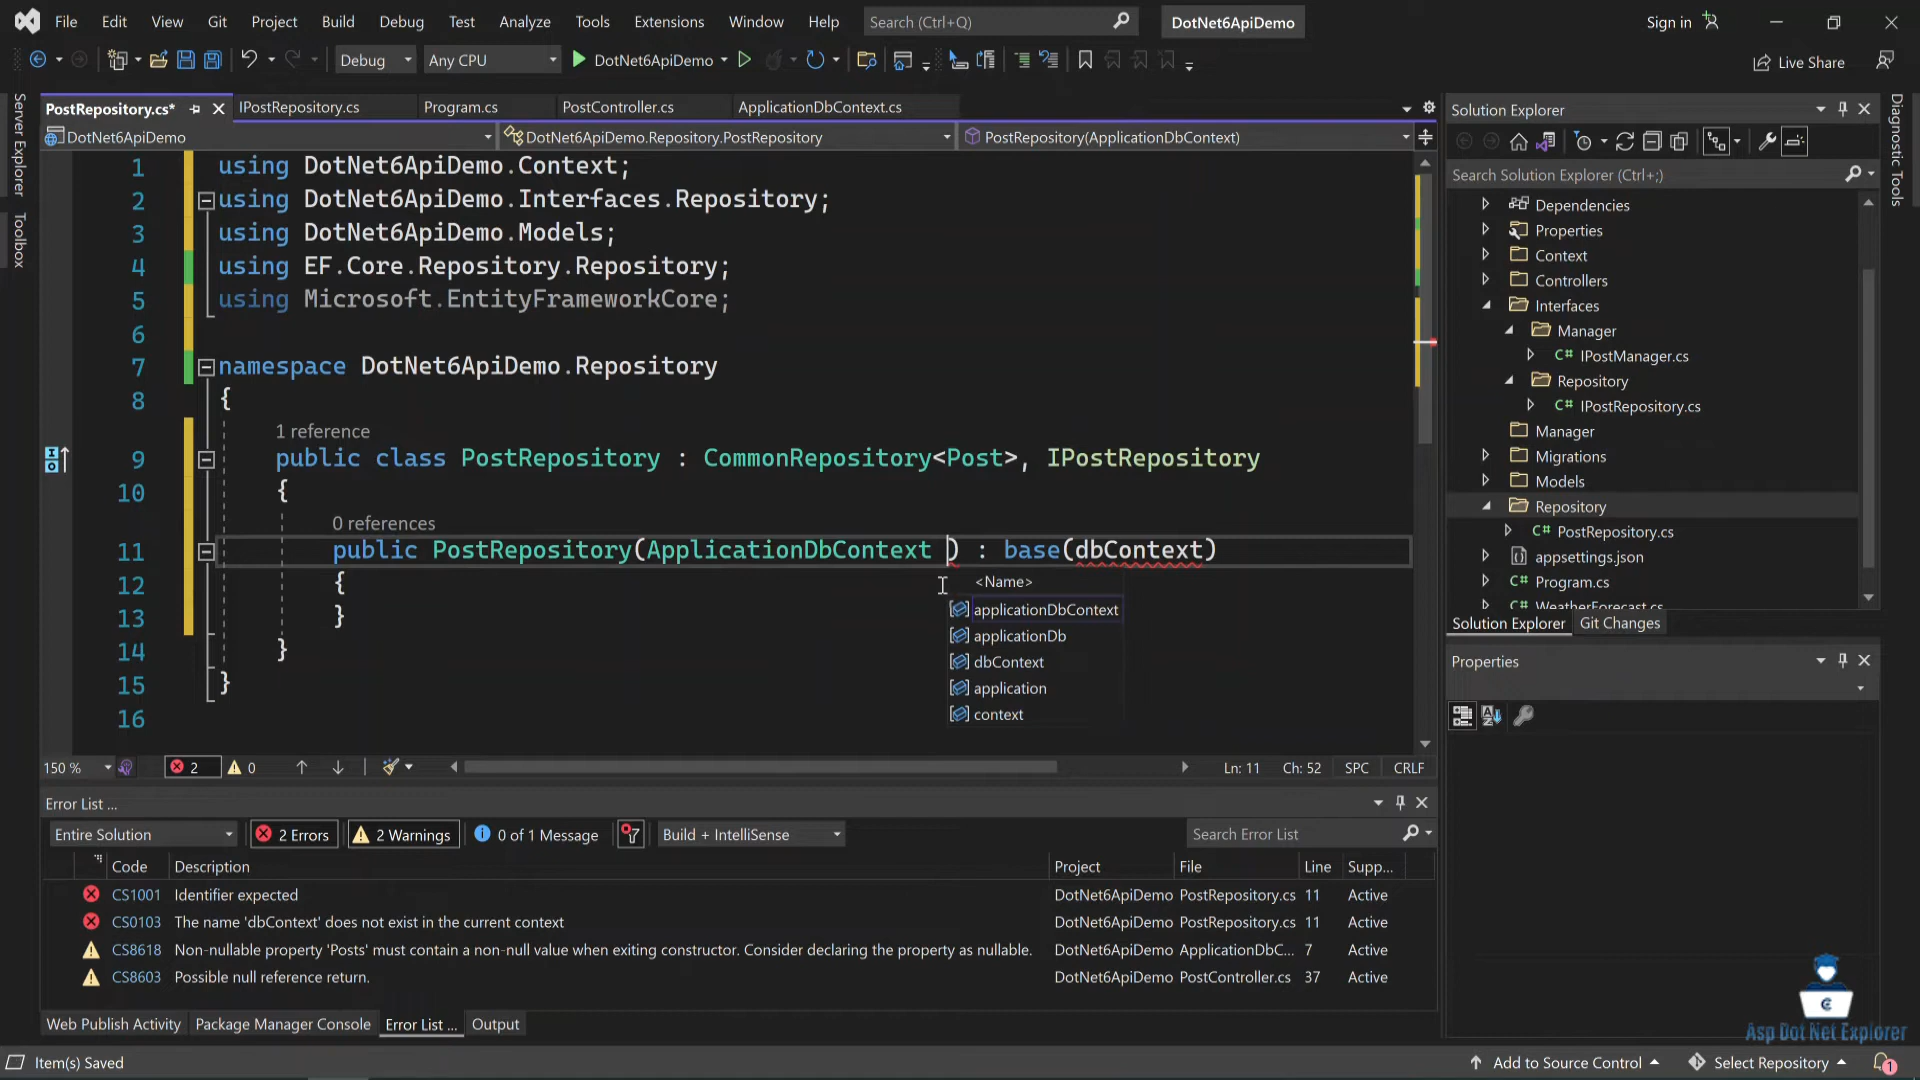 File Edit View Git Project Build Debug Test Analyze Tools Extensions Window Help Search (Ctrl+Q) DotNet6ApiDemo Sign in
Debug Any CPU DotNet6ApiDemo Live Share
Server Explorer
Toolbox
PostRepository.cs* IPostRepository.cs Program.cs PostController.cs ApplicationDbContext.cs
DotNet6ApiDemo DotNet6ApiDemo.Repository.PostRepository PostRepository(ApplicationDbContext)
1 using DotNet6ApiDemo.Context;
2 using DotNet6ApiDemo.Interfaces.Repository;
3 using DotNet6ApiDemo.Models;
4 using EF.Core.Repository.Repository;
5 using Microsoft.EntityFrameworkCore;
6
7 namespace DotNet6ApiDemo.Repository
8 {
1 reference
9 public class PostRepository : CommonRepository<Post>, IPostRepository
10 {
0 references
11 public PostRepository(ApplicationDbContext ) : base(dbContext)
12 {
13 }
14 }
15 }
16
<Name>
applicationDbContext
applicationDb
dbContext
application
context
150 % 2 0 Ln: 11 Ch: 52 SPC CRLF
Error List ...
Entire Solution 2 Errors 2 Warnings 0 of 1 Message Build + IntelliSense Search Error List
Code Description Project File Line Supp...
CS1001 Identifier expected DotNet6ApiDemo PostRepository.cs 11 Active
CS0103 The name 'dbContext' does not exist in the current context DotNet6ApiDemo PostRepository.cs 11 Active
CS8618 Non-nullable property 'Posts' must contain a non-null value when exiting constructor. Consider declaring the property as nullable. DotNet6ApiDemo ApplicationDbC... 7 Active
CS8603 Possible null reference return. DotNet6ApiDemo PostController.cs 37 Active
Web Publish Activity Package Manager Console Error List ... Output
Solution Explorer
Search Solution Explorer (Ctrl+;)
Dependencies
Properties
Context
Controllers
Interfaces
Manager
C# IPostManager.cs
Repository
C# IPostRepository.cs
Manager
Migrations
Models
Repository
C# PostRepository.cs
appsettings.json
C# Program.cs
C# WeatherForecast.cs
Solution Explorer Git Changes
Properties
Diagnostic Tools
Asp Dot Net Explorer
Item(s) Saved Add to Source Control Select Repository 1